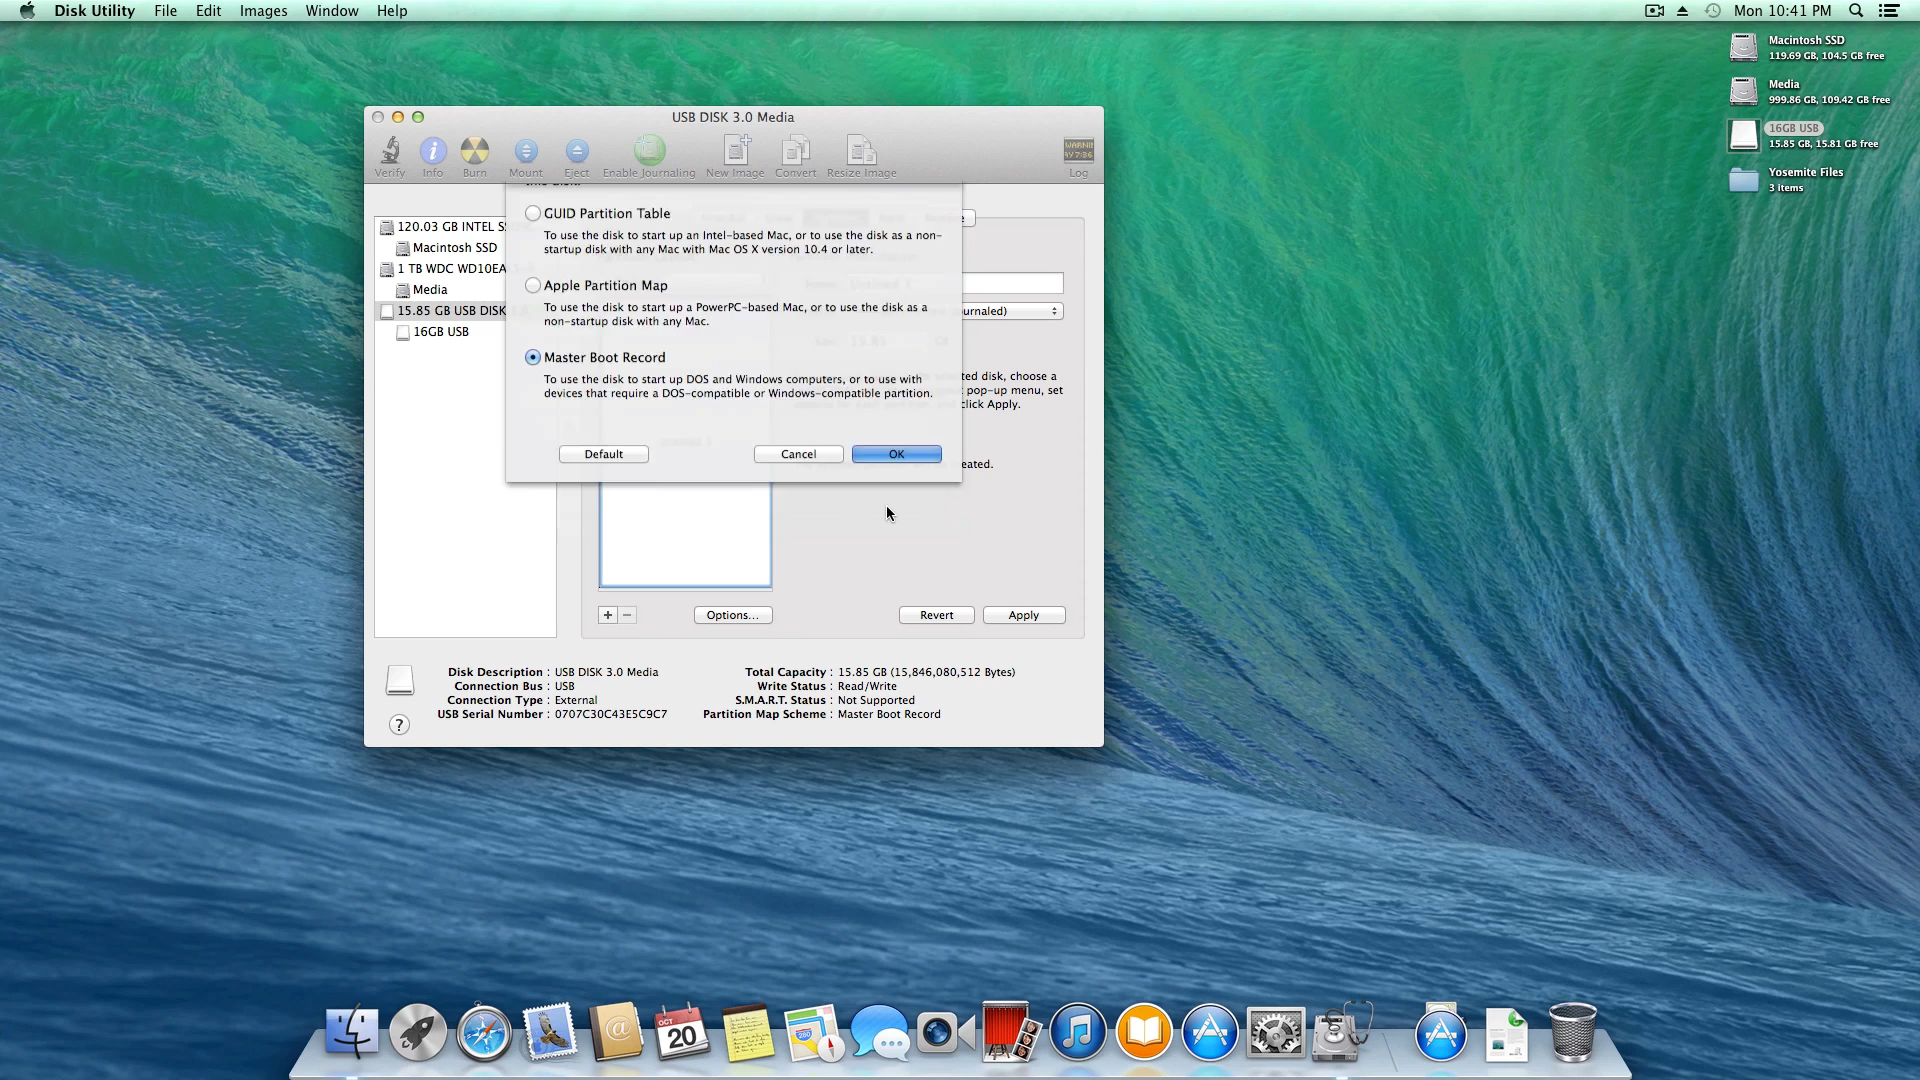 Disk Utility File Edit Images Window Help
Mon 10:41 PM
Macintosh SSD
119.69 GB, 104.5 GB free
Media
999.86 GB, 109.42 GB free
16GB USB
15.85 GB, 15.81 GB free
Yosemite Files
3 items
USB DISK 3.0 Media
Verify Info Burn Mount Eject Enable Journaling New Image Convert Resize Image Log
120.03 GB INTEL
Macintosh SSD
1 TB WDC WD10EA
Media
15.85 GB USB DISK
16GB USB
this disk.
GUID Partition Table
To use the disk to start up an Intel-based Mac, or to use the disk as a non-
startup disk with any Mac with Mac OS X version 10.4 or later.
Apple Partition Map
To use the disk to start up a PowerPC-based Mac, or to use the disk as a
non-startup disk with any Mac.
Master Boot Record
To use the disk to start up DOS and Windows computers, or to use with
devices that require a DOS-compatible or Windows-compatible partition.
Default Cancel OK
urnaled)
ted disk, choose a
pop-up menu, set
click Apply.
eated.
+ − Options... Revert Apply
Disk Description : USB DISK 3.0 Media
Connection Bus : USB
Connection Type : External
USB Serial Number : 0707C30C43E5C9C7
Total Capacity : 15.85 GB (15,846,080,512 Bytes)
Write Status : Read/Write
S.M.A.R.T. Status : Not Supported
Partition Map Scheme : Master Boot Record
?
OCT
20
280